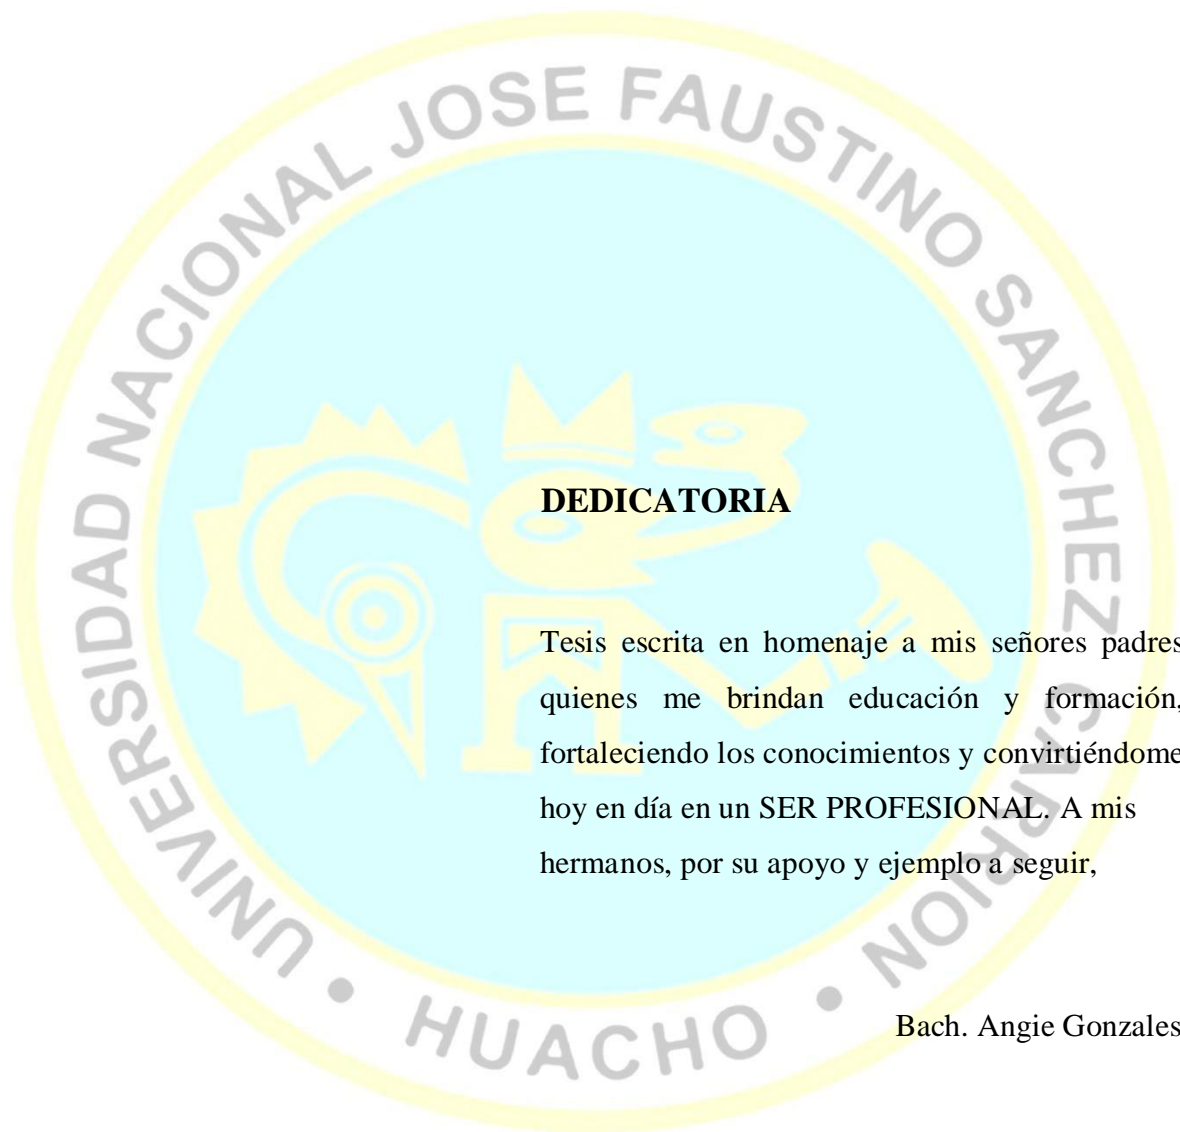 UNIVERSIDAD NACIONAL JOSE FAUSTINO SANCHEZ CARRION • HUACHO •
DEDICATORIA
Tesis escrita en homenaje a mis señores padres
quienes me brindan educación y formación,
fortaleciendo los conocimientos y convirtiéndome
hoy en día en un SER PROFESIONAL. A mis
hermanos, por su apoyo y ejemplo a seguir,
Bach. Angie Gonzales